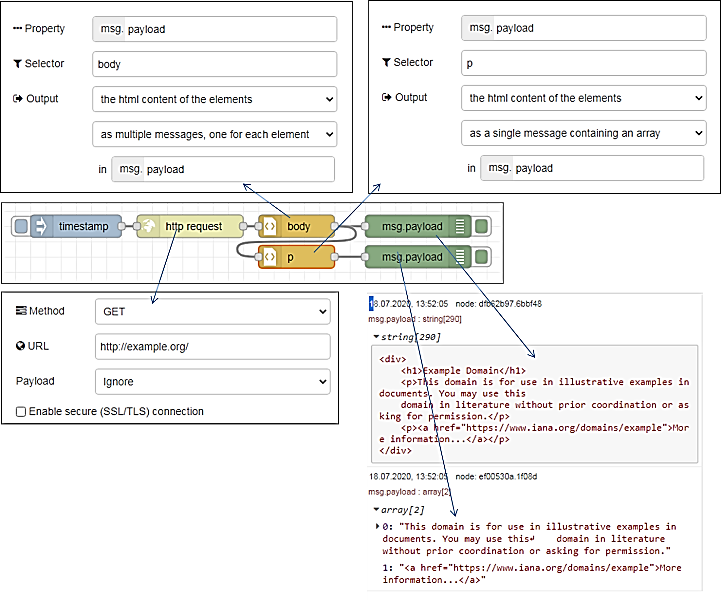 Property
msg. payload
Selector
body
Output
the html content of the elements
as multiple messages, one for each element
in msg. payload
Property
msg. payload
Selector
p
Output
the html content of the elements
as a single message containing an array
in msg. payload
timestamp
http request
body
msg.payload
p
msg.payload
Method
GET
URL
http://example.org/
Payload
Ignore
Enable secure (SSL/TLS) connection
18.07.2020, 13:52:05 node: dfb62b97.6bbf48
msg.payload : string[290]
string[290]
<div>
<h1>Example Domain</h1>
<p>This domain is for use in illustrative examples in
documents. You may use this
domain in literature without prior coordination or as
king for permission.</p>
<p><a href="https://www.iana.org/domains/example">Mor
e information...</a></p>
</div>
18.07.2020, 13:52:05 node: ef00530a.1f08d
msg.payload : array[2]
array[2]
0: "This domain is for use in illustrative examples in
documents. You may use this↵ domain in literature
without prior coordination or asking for permission."
1: "<a href="https://www.iana.org/domains/example">More
information...</a>"